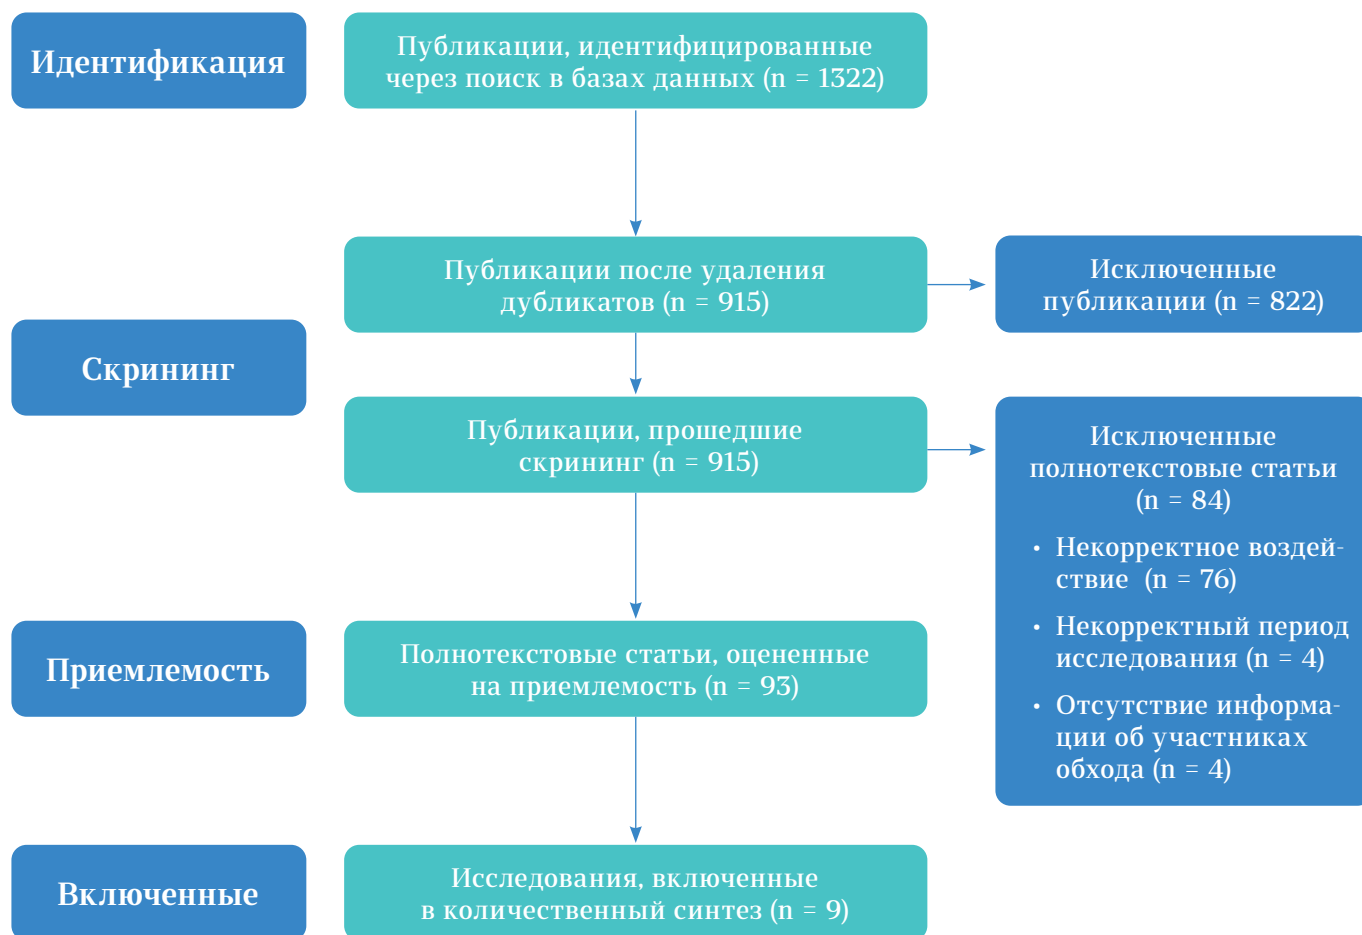 Идентификация
Публикации, идентифицированные
через поиск в базах данных (n = 1322)
Публикации после удаления
дубликатов (n = 915)
Исключенные
публикации (n = 822)
Скрининг
Публикации, прошедшие
скрининг (n = 915)
Исключенные
полнотекстовые статьи
(n = 84)
• Некорректное воздей-
ствие (n = 76)
• Некорректный период
исследования (n = 4)
• Отсутствие информа-
ции об участниках
обхода (n = 4)
Приемлемость
Полнотекстовые статьи, оцененные
на приемлемость (n = 93)
Включенные
Исследования, включенные
в количественный синтез (n = 9)